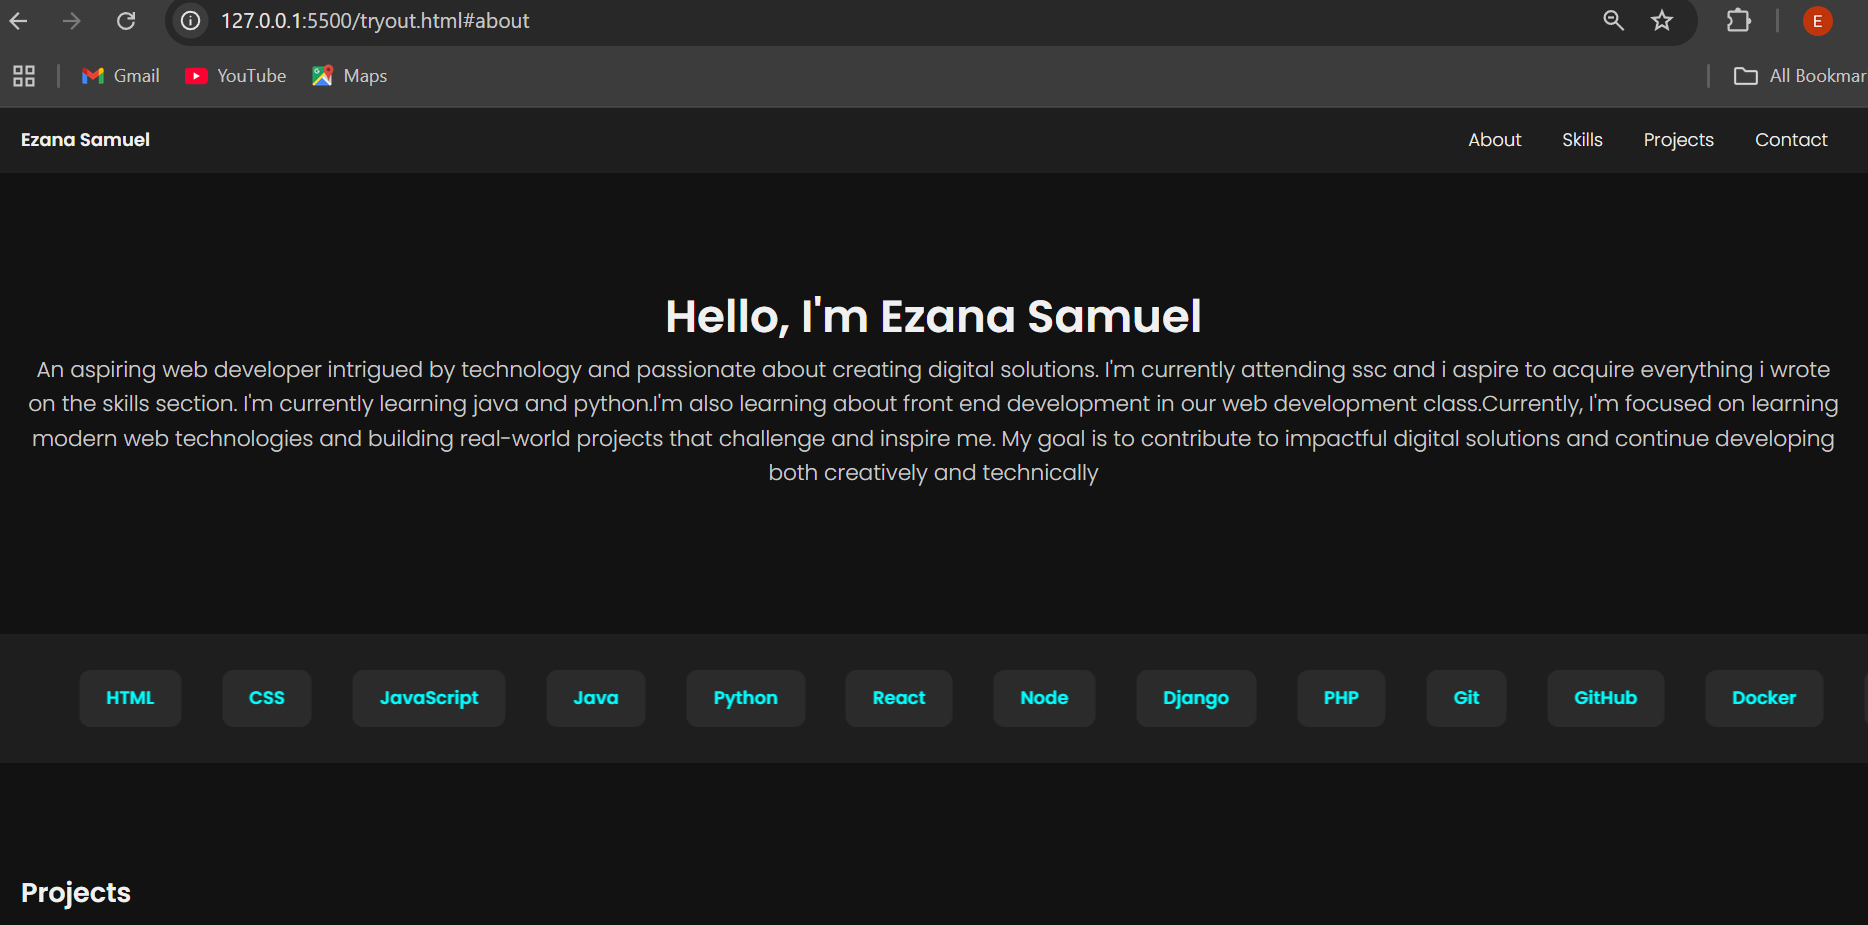 127.0.0.1:5500/tryout.html#about
E
Gmail YouTube Maps All Bookmar
Ezana Samuel About Skills Projects Contact
Hello, I'm Ezana Samuel
An aspiring web developer intrigued by technology and passionate about creating digital solutions. I'm currently attending ssc and i aspire to acquire everything i wrote
on the skills section. I'm currently learning java and python.I'm also learning about front end development in our web development class.Currently, I'm focused on learning
modern web technologies and building real-world projects that challenge and inspire me. My goal is to contribute to impactful digital solutions and continue developing
both creatively and technically
HTML CSS JavaScript Java Python React Node Django PHP Git GitHub Docker
Projects